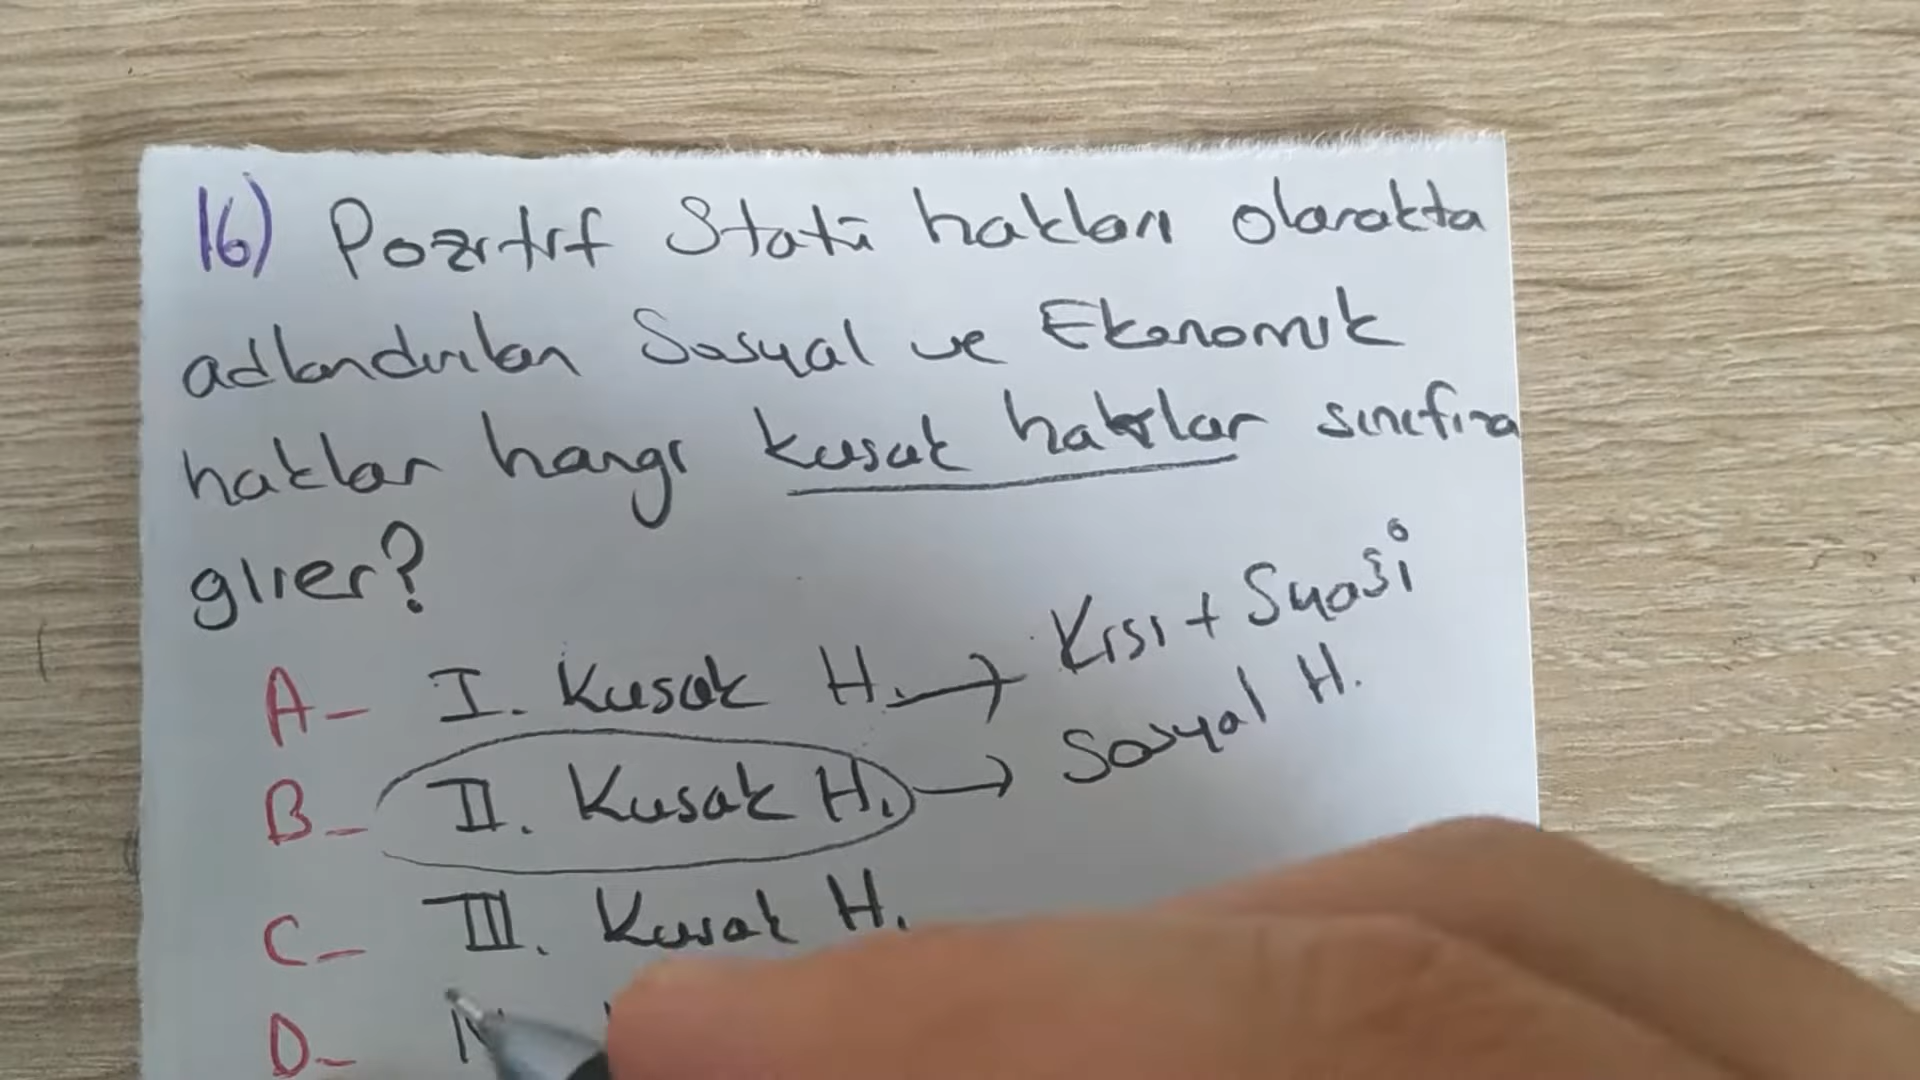 16) Pozitif Statü hakları olarakta
adlandırılan Sosyal ve Ekonomik
haklar hangi kuşak haklar sınıfına
girer?
A- I. Kuşak H. → Kişi + Siyasi
B- II. Kuşak H. → Sosyal H.
C- III. Kuşak H.
D-